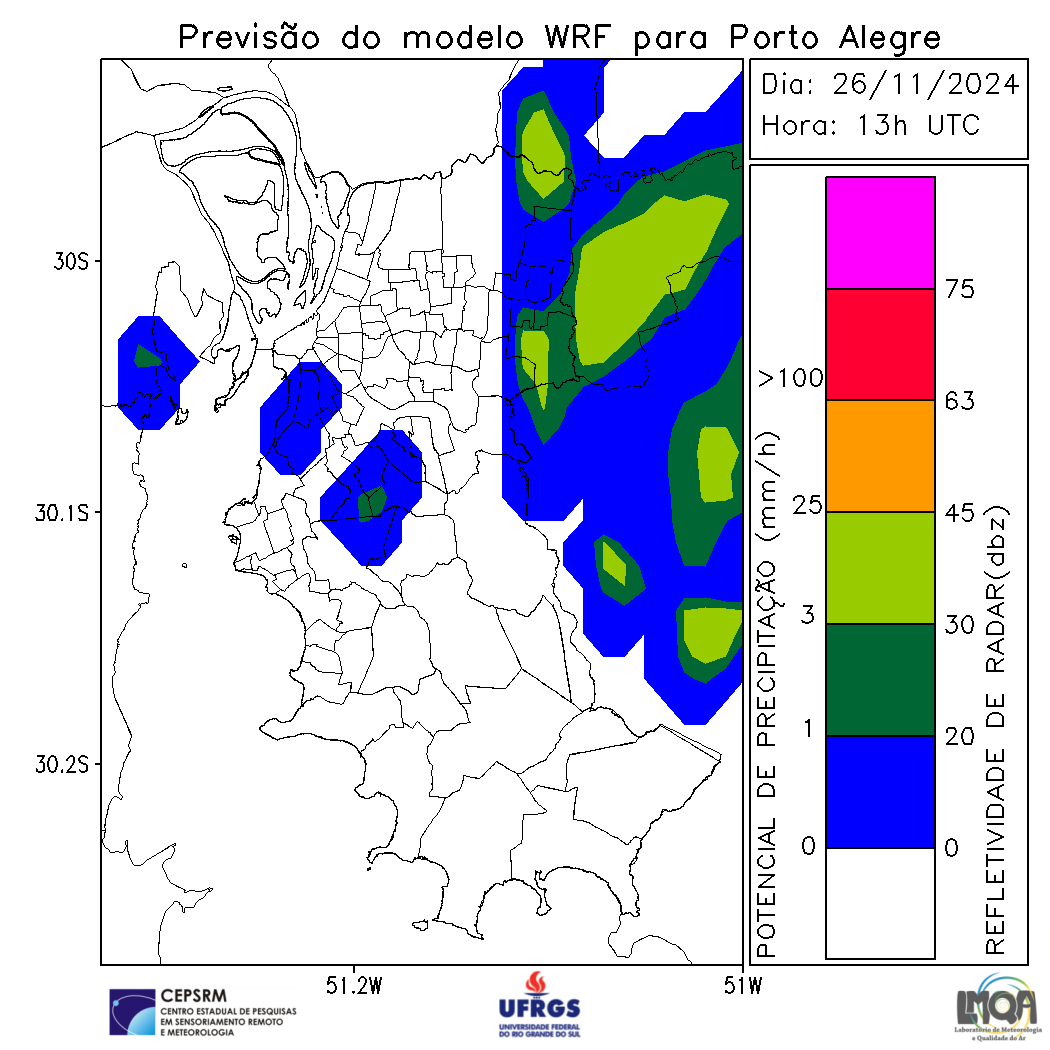 Previsão do modelo WRF para Porto Alegre
Dia: 26/11/2024
Hora: 13h UTC
30S
30.1S
30.2S
51.2W
51W
POTENCIAL DE PRECIPITAÇÃO (mm/h)
>100
25
3
1
0
75
63
45
30
20
0
REFLETIVIDADE DE RADAR(dbz)
CEPSRM
CENTRO ESTADUAL DE PESQUISAS
EM SENSORIAMENTO REMOTO
E METEOROLOGIA
UFRGS
UNIVERSIDADE FEDERAL
DO RIO GRANDE DO SUL
LMQA
Laboratório de Meteorologia
e Qualidade do Ar